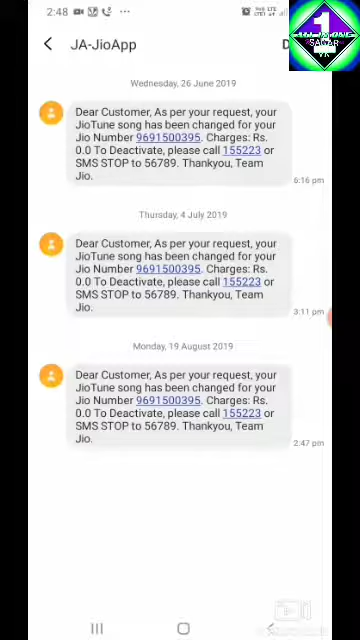 2:48
JA-JioApp
ALL IN ONE
1
SAGAR
VK
Wednesday, 26 June 2019
Dear Customer, As per your request, your
JioTune song has been changed for your
Jio Number 9691500395. Charges: Rs.
0.0 To Deactivate, please call 155223 or
SMS STOP to 56789. Thankyou, Team
Jio.
6:16 pm
Thursday, 4 July 2019
Dear Customer, As per your request, your
JioTune song has been changed for your
Jio Number 9691500395. Charges: Rs.
0.0 To Deactivate, please call 155223 or
SMS STOP to 56789. Thankyou, Team
Jio.
3:11 pm
Monday, 19 August 2019
Dear Customer, As per your request, your
JioTune song has been changed for your
Jio Number 9691500395. Charges: Rs.
0.0 To Deactivate, please call 155223 or
SMS STOP to 56789. Thankyou, Team
Jio.
2:47 pm